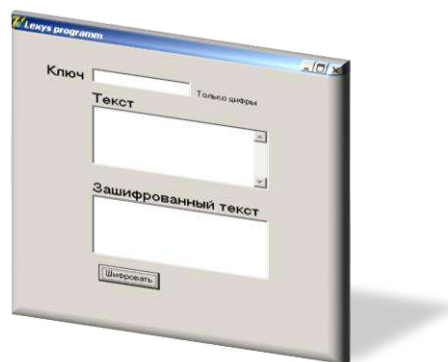 Lexys programm
Ключ
Только цифры
Текст
Зашифрованный текст
Шифровать